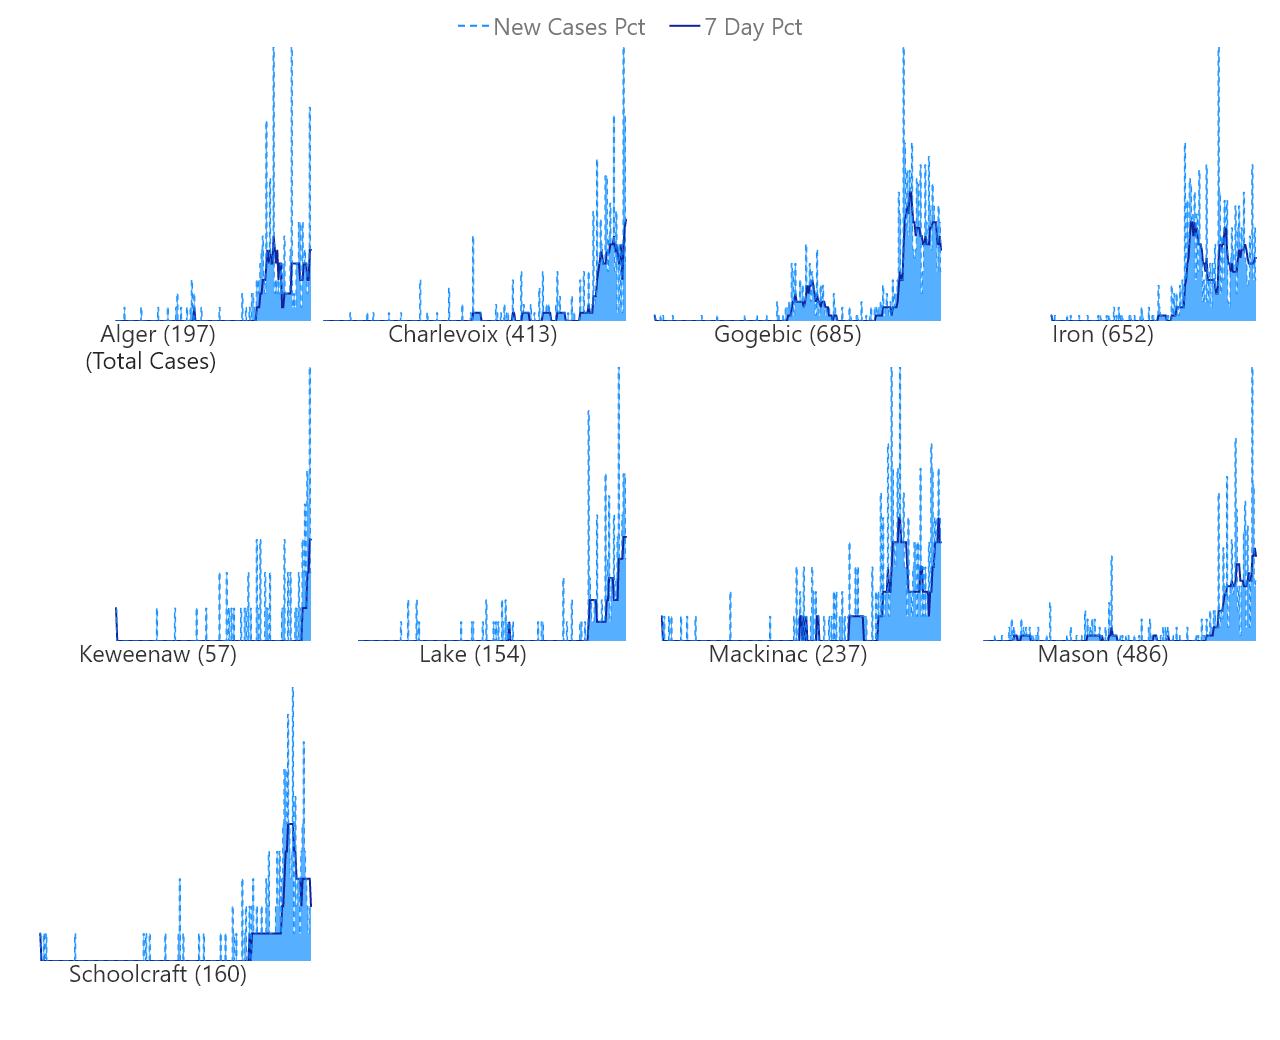 New Cases Pct 7 Day Pct
Alger (197) Charlevoix (413) Gogebic (685) Iron (652)
(Total Cases)
Keweenaw (57) Lake (154) Mackinac (237) Mason (486)
Schoolcraft (160)